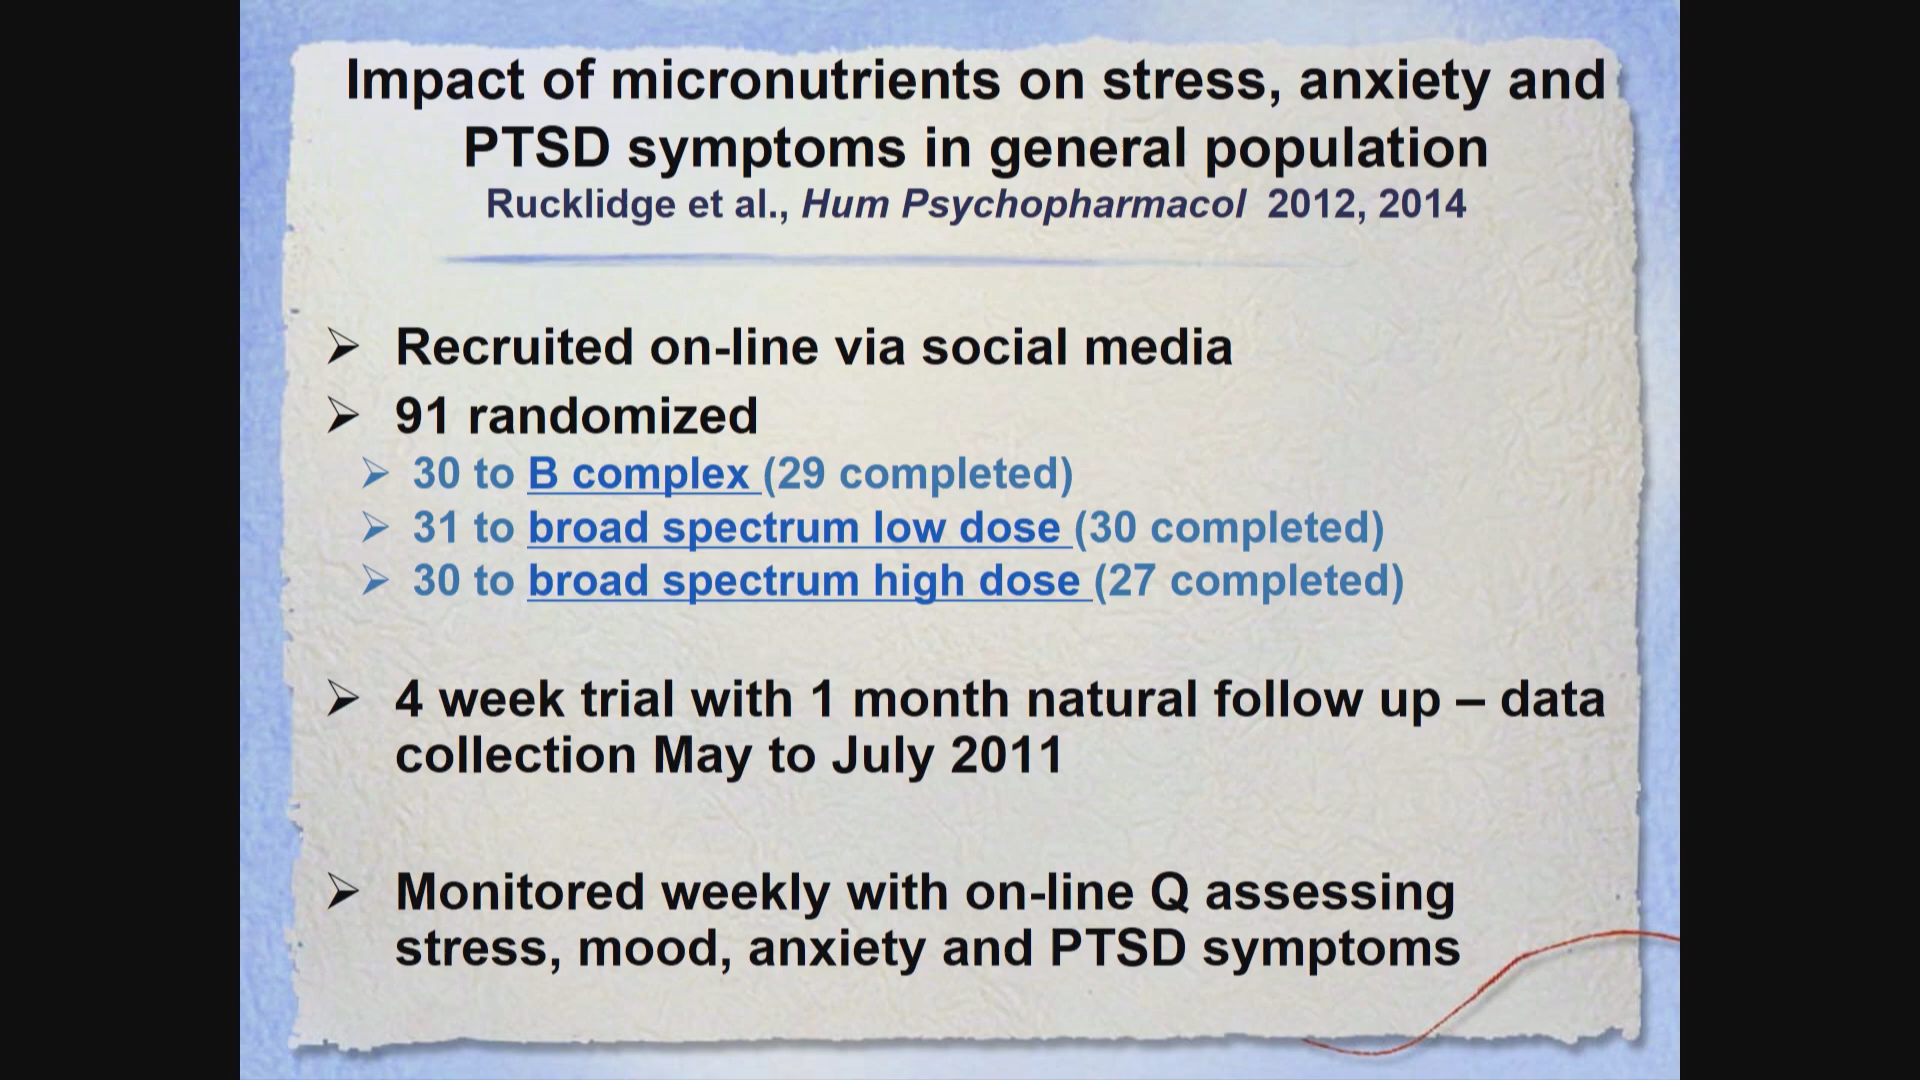 Impact of micronutrients on stress, anxiety and
PTSD symptoms in general population
Rucklidge et al., Hum Psychopharmacol 2012, 2014
Recruited on-line via social media
91 randomized
30 to B complex (29 completed)
31 to broad spectrum low dose (30 completed)
30 to broad spectrum high dose (27 completed)
4 week trial with 1 month natural follow up – data
collection May to July 2011
Monitored weekly with on-line Q assessing
stress, mood, anxiety and PTSD symptoms